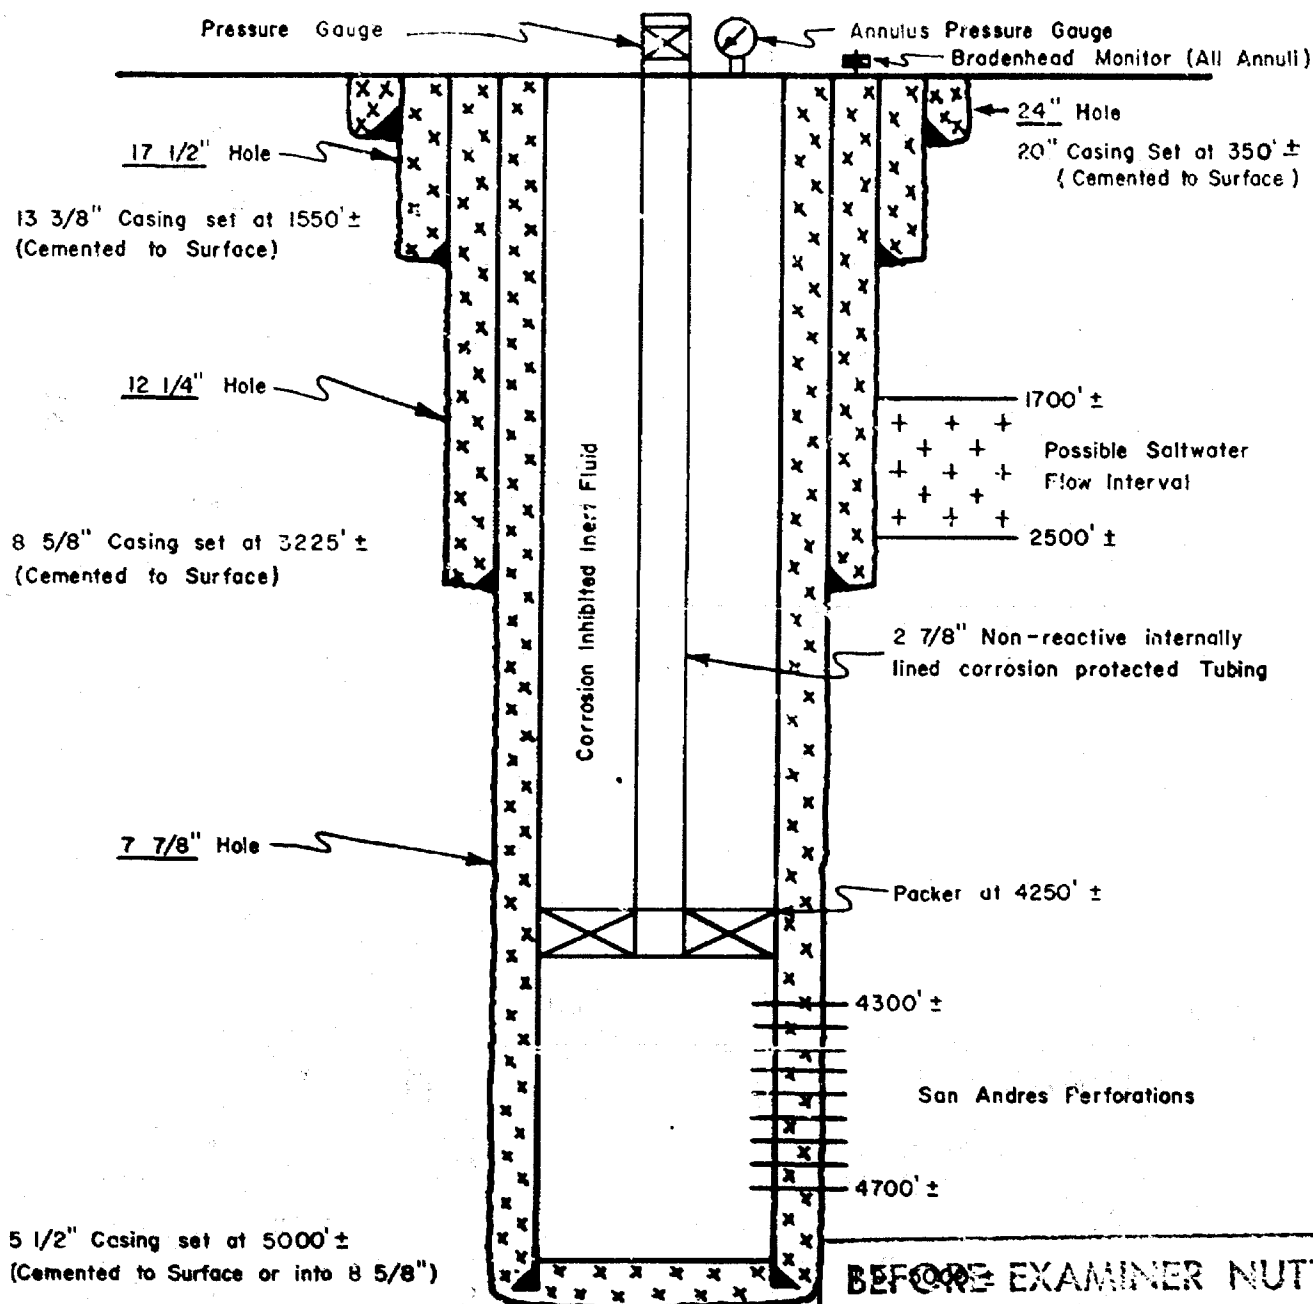 Pressure Gauge
Annulus Pressure Gauge
Bradenhead Monitor (All Annuli)
24" Hole
20" Casing Set at 350' ±
(Cemented to Surface)
17 1/2" Hole
13 3/8" Casing set at 1550' ±
(Cemented to Surface)
12 1/4" Hole
1700' ±
Possible Saltwater
Flow Interval
2500' ±
8 5/8" Casing set at 3225' ±
(Cemented to Surface)
Corrosion Inhibited Inert Fluid
2 7/8" Non-reactive internally
lined corrosion protected Tubing
7 7/8" Hole
Packer at 4250' ±
4300' ±
San Andres Perforations
4700' ±
5 1/2" Casing set at 5000' ±
(Cemented to Surface or into 8 5/8")
BEFORE EXAMINER NUT